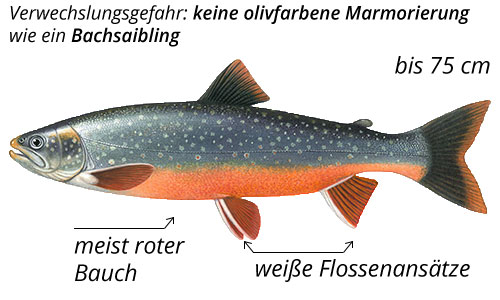 Verwechslungsgefahr: keine olivfarbene Marmorierung
wie ein Bachsaibling
bis 75 cm
meist roter
Bauch
weiße Flossenansätze